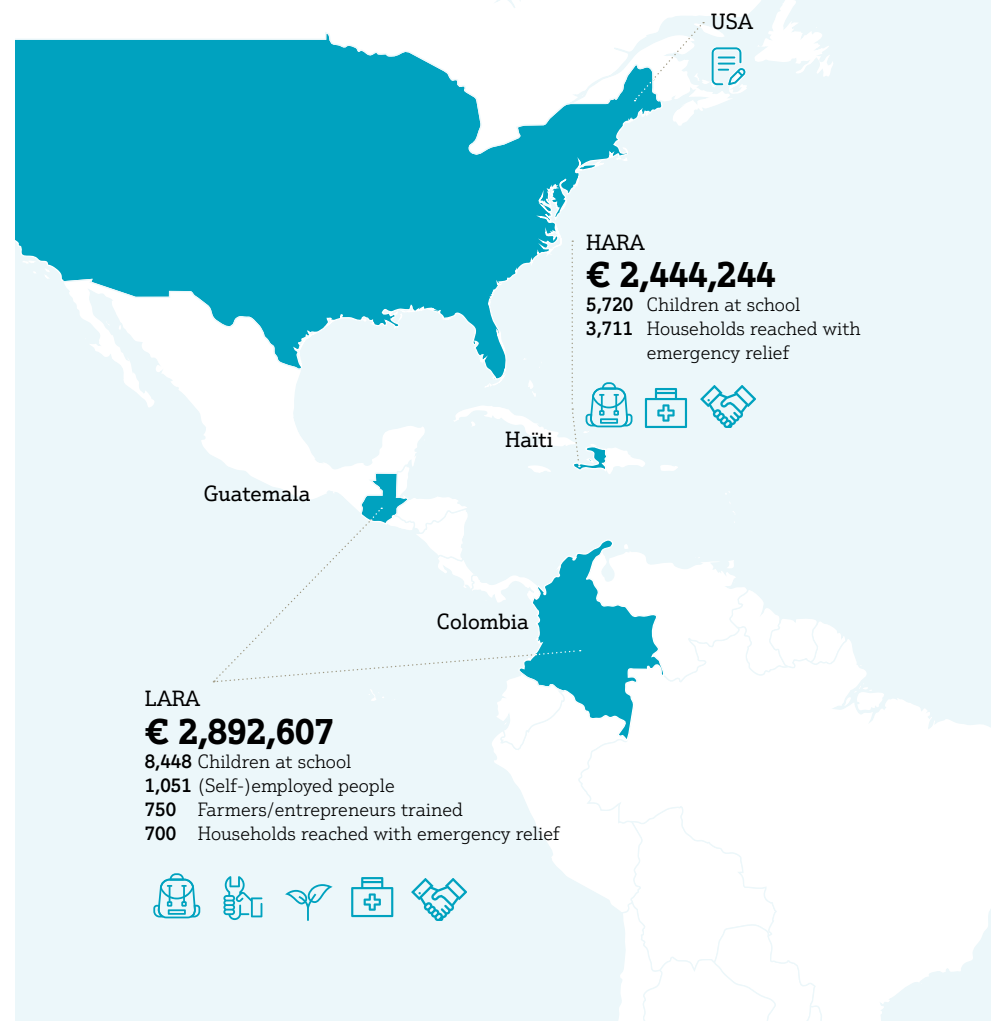 USA
HARA
€ 2,444,244
5,720 Children at school
3,711 Households reached with
emergency relief
Haïti
Guatemala
Colombia
LARA
€ 2,892,607
8,448 Children at school
1,051 (Self-)employed people
750 Farmers/entrepreneurs trained
700 Households reached with emergency relief